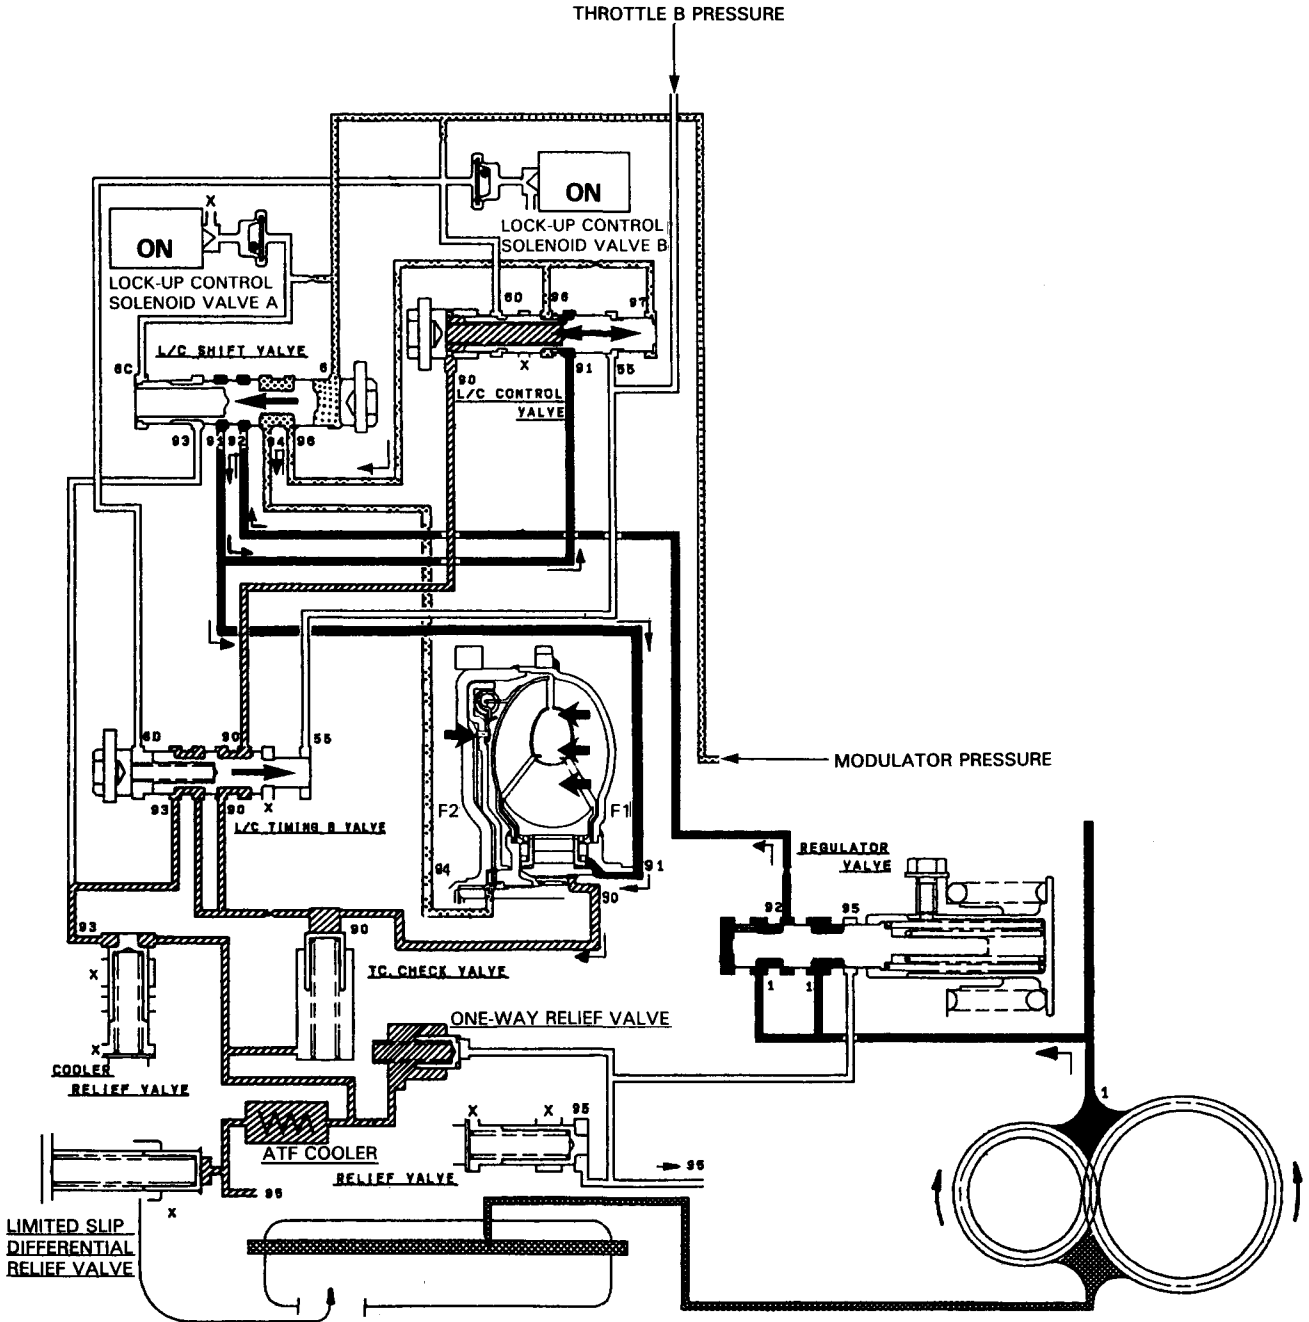 THROTTLE B PRESSURE
ON
LOCK-UP CONTROL
SOLENOID VALVE B
X
ON
LOCK-UP CONTROL
SOLENOID VALVE A
6D
96
97
L/C SHIFT VALVE
6C
6
X
90
91
55
L/C CONTROL
VALVE
93
92
94
96
6D
90
55
MODULATOR PRESSURE
93
90
X
L/C TIMING B VALVE
F2
F1
94
91
90
REGULATOR
VALVE
92
95
93
90
X
TC. CHECK VALVE
1
1
ONE-WAY RELIEF VALVE
X
COOLER
RELIEF VALVE
1
X
X
95
ATF COOLER
RELIEF VALVE
95
X
LIMITED SLIP
DIFFERENTIAL
RELIEF VALVE